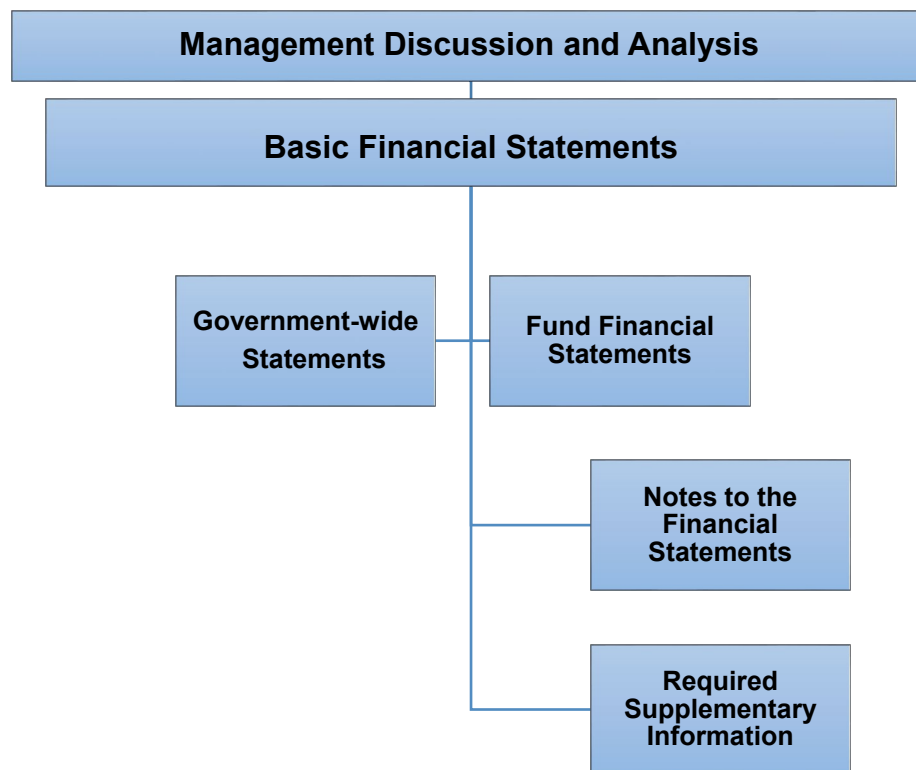 Management Discussion and Analysis
Basic Financial Statements
Government-wide
Statements
Fund Financial
Statements
Notes to the
Financial
Statements
Required
Supplementary
Information